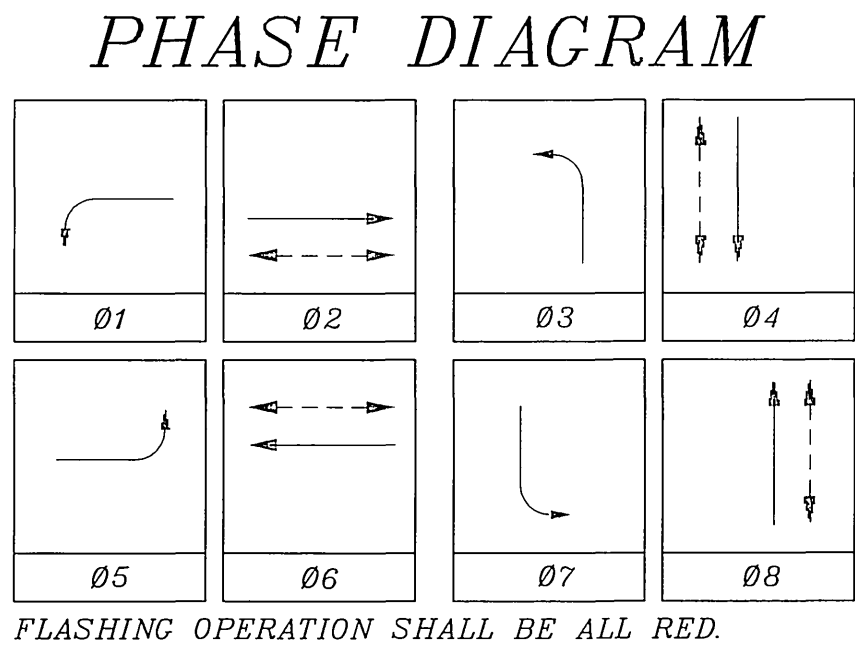 PHASE DIAGRAM
Ø1 Ø2 Ø3 Ø4
Ø5 Ø6 Ø7 Ø8
FLASHING OPERATION SHALL BE ALL RED.